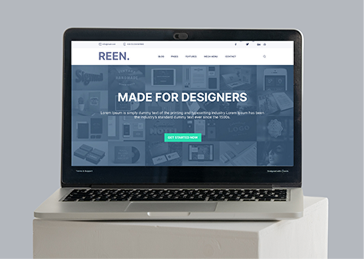 REEN.
BLOG PAGES FEATURES MEGA MENU CONTACT
MADE FOR DESIGNERS
Lorem Ipsum is simply dummy text of the printing and typesetting industry Lorem Ipsum has been
the industry's standard dummy text ever since the 1500s.
GET STARTED NOW